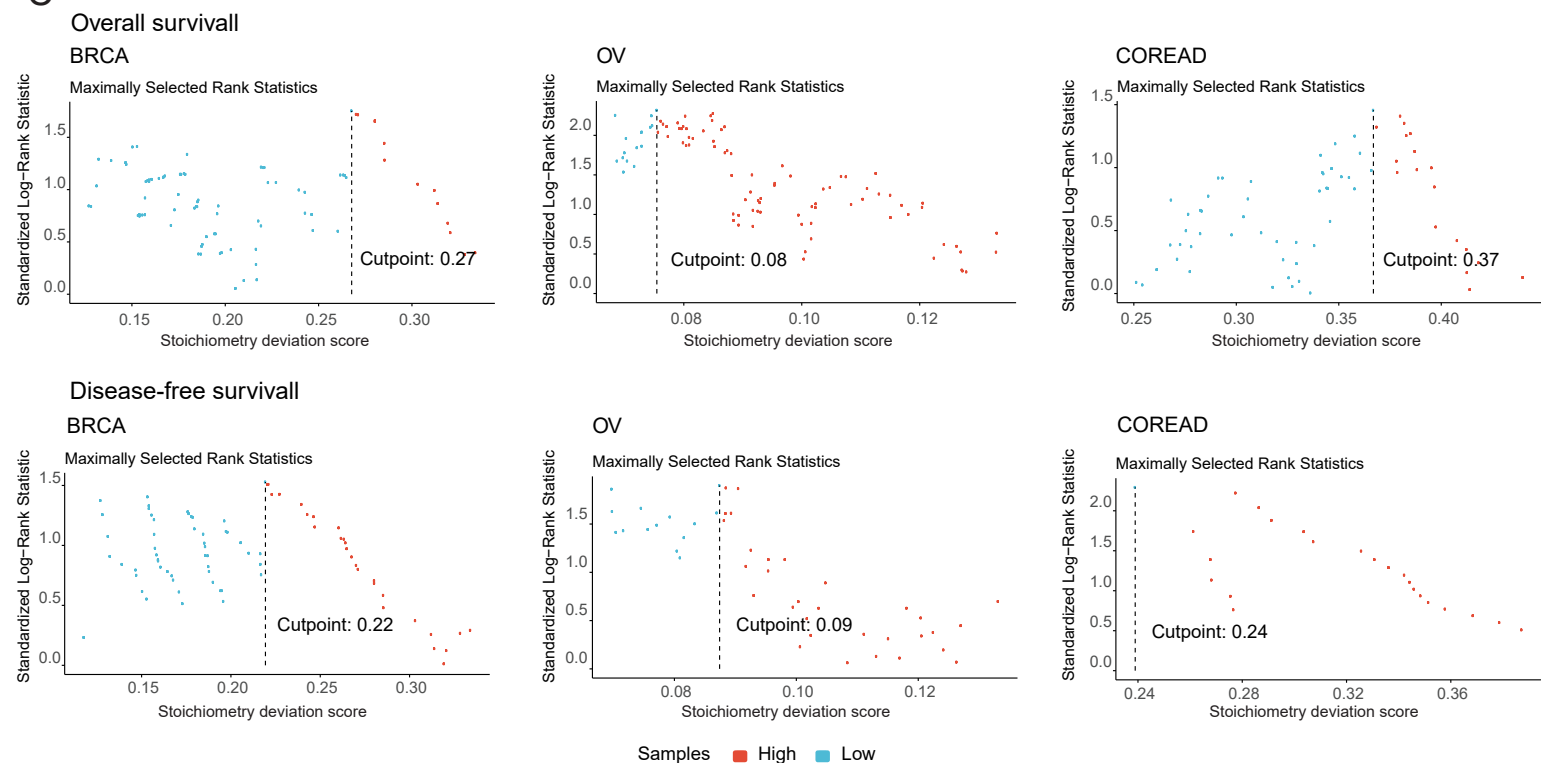 Overall survivall
BRCA
OV
COREAD
Maximally Selected Rank Statistics
Maximally Selected Rank Statistics
Maximally Selected Rank Statistics
Standardized Log−Rank Statistic
1.5
1.0
0.5
0.0
Cutpoint: 0.27
0.15 0.20 0.25 0.30
Stoichiometry deviation score
Standardized Log−Rank Statistic
2.0
1.5
1.0
0.5
0.0
Cutpoint: 0.08
0.08 0.10 0.12
Stoichiometry deviation score
Standardized Log−Rank Statistic
1.5
1.0
0.5
0.0
Cutpoint: 0.37
0.25 0.30 0.35 0.40
Stoichiometry deviation score
Disease-free survivall
BRCA
OV
COREAD
Maximally Selected Rank Statistics
Maximally Selected Rank Statistics
Maximally Selected Rank Statistics
Standardized Log−Rank Statistic
1.5
1.0
0.5
0.0
Cutpoint: 0.22
0.15 0.20 0.25 0.30
Stoichiometry deviation score
Standardized Log−Rank Statistic
1.5
1.0
0.5
0.0
Cutpoint: 0.09
0.08 0.10 0.12
Stoichiometry deviation score
Standardized Log−Rank Statistic
2.0
1.5
1.0
0.5
0.0
Cutpoint: 0.24
0.24 0.28 0.32 0.36
Stoichiometry deviation score
Samples High Low